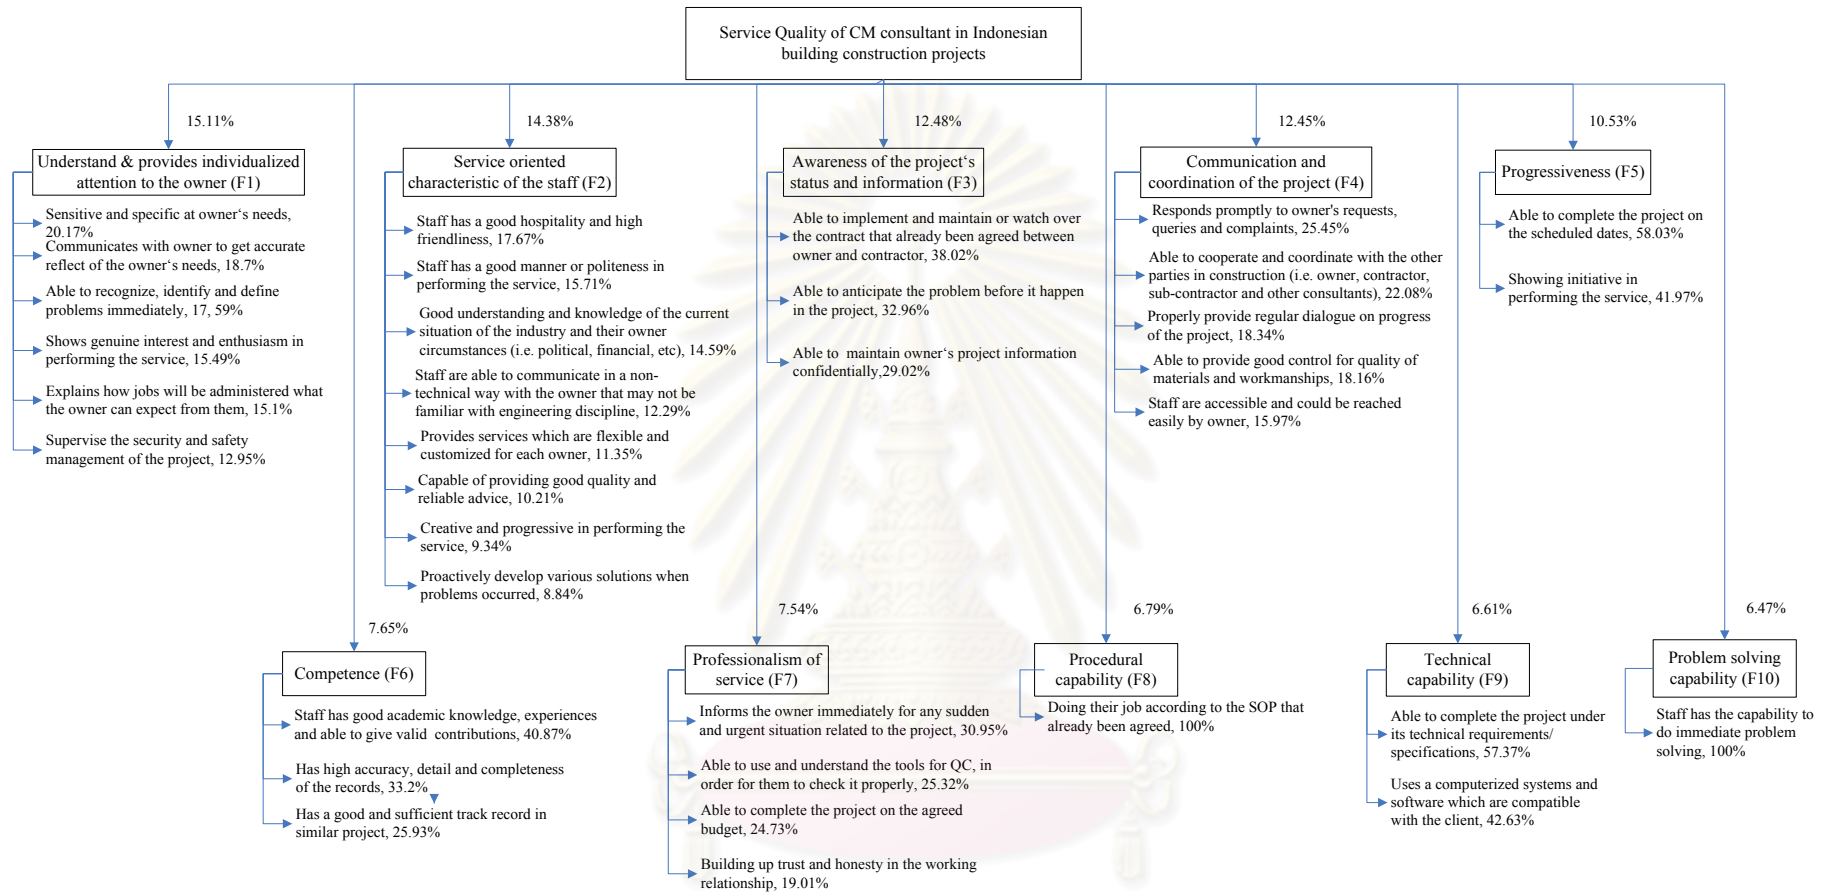 Service Quality of CM consultant in Indonesian
building construction projects
15.11%
14.38%
12.48%
12.45%
10.53%
Understand & provides individualized
attention to the owner (F1)
Sensitive and specific at owner‘s needs,
20.17%
Communicates with owner to get accurate
reflect of the owner‘s needs, 18.7%
Able to recognize, identify and define
problems immediately, 17, 59%
Shows genuine interest and enthusiasm in
performing the service, 15.49%
Explains how jobs will be administered what
the owner can expect from them, 15.1%
Supervise the security and safety
management of the project, 12.95%
Service oriented
characteristic of the staff (F2)
Staff has a good hospitality and high
friendliness, 17.67%
Staff has a good manner or politeness in
performing the service, 15.71%
Good understanding and knowledge of the current
situation of the industry and their owner
circumstances (i.e. political, financial, etc), 14.59%
Staff are able to communicate in a non-
technical way with the owner that may not be
familiar with engineering discipline, 12.29%
Provides services which are flexible and
customized for each owner, 11.35%
Capable of providing good quality and
reliable advice, 10.21%
Creative and progressive in performing the
service, 9.34%
Proactively develop various solutions when
problems occurred, 8.84%
Awareness of the project‘s
status and information (F3)
Able to implement and maintain or watch over
the contract that already been agreed between
owner and contractor, 38.02%
Able to anticipate the problem before it happen
in the project, 32.96%
Able to maintain owner‘s project information
confidentially,29.02%
Communication and
coordination of the project (F4)
Responds promptly to owner's requests,
queries and complaints, 25.45%
Able to cooperate and coordinate with the other
parties in construction (i.e. owner, contractor,
sub-contractor and other consultants), 22.08%
Properly provide regular dialogue on progress
of the project, 18.34%
Able to provide good control for quality of
materials and workmanships, 18.16%
Staff are accessible and could be reached
easily by owner, 15.97%
Progressiveness (F5)
Able to complete the project on
the scheduled dates, 58.03%
Showing initiative in
performing the service, 41.97%
7.65%
7.54%
6.79%
6.61%
6.47%
Competence (F6)
Staff has good academic knowledge, experiences
and able to give valid contributions, 40.87%
Has high accuracy, detail and completeness
of the records, 33.2%
Has a good and sufficient track record in
similar project, 25.93%
Professionalism of
service (F7)
Informs the owner immediately for any sudden
and urgent situation related to the project, 30.95%
Able to use and understand the tools for QC, in
order for them to check it properly, 25.32%
Able to complete the project on the agreed
budget, 24.73%
Building up trust and honesty in the working
relationship, 19.01%
Procedural
capability (F8)
Doing their job according to the SOP that
already been agreed, 100%
Technical
capability (F9)
Able to complete the project under
its technical requirements/
specifications, 57.37%
Uses a computerized systems and
software which are compatible
with the client, 42.63%
Problem solving
capability (F10)
Staff has the capability to
do immediate problem
solving, 100%